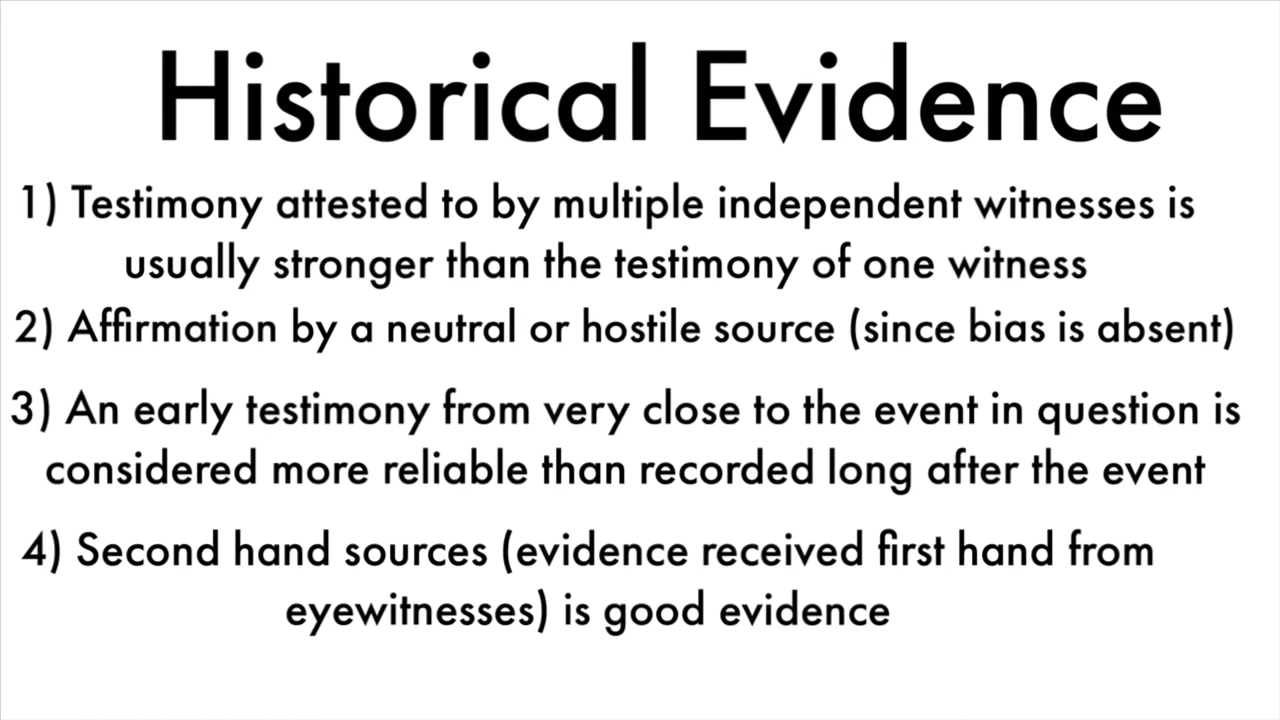 Historical Evidence
1) Testimony attested to by multiple independent witnesses is
usually stronger than the testimony of one witness
2) Affirmation by a neutral or hostile source (since bias is absent)
3) An early testimony from very close to the event in question is
considered more reliable than recorded long after the event
4) Second hand sources (evidence received first hand from
eyewitnesses) is good evidence